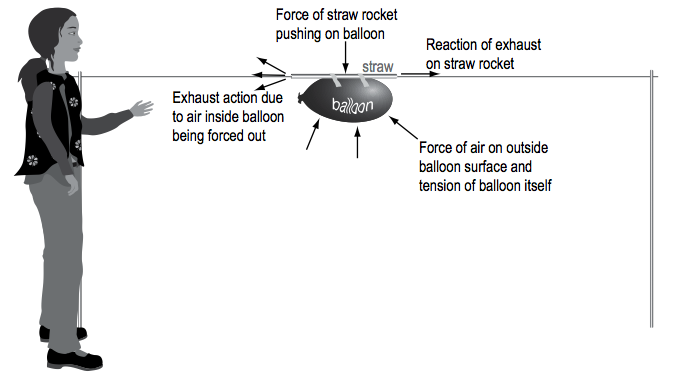 Force of straw rocket
pushing on balloon
Reaction of exhaust
on straw rocket
straw
Exhaust action due
to air inside balloon
being forced out
balloon
Force of air on outside
balloon surface and
tension of balloon itself